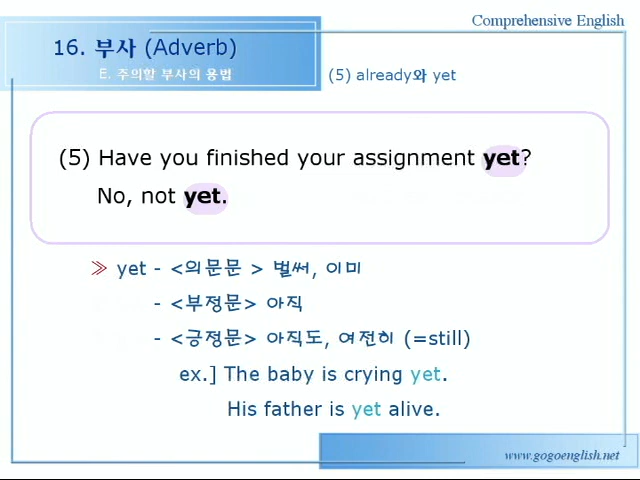 Comprehensive English
16. 부사 (Adverb)
E. 주의할 부사의 용법
(5) already와 yet
(5) Have you finished your assignment yet?
No, not yet.
≫ yet - <의문문 > 벌써, 이미
- <부정문> 아직
- <긍정문> 아직도, 여전히 (=still)
ex.] The baby is crying yet.
His father is yet alive.
www.gogoenglish.net